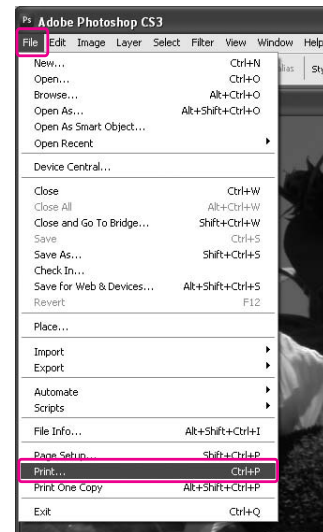 Ps Adobe Photoshop CS3
File Edit Image Layer Select Filter View Window Help
New... Ctrl+N
Open... Ctrl+O
Browse... Alt+Ctrl+O
Open As... Alt+Shift+Ctrl+O
Open As Smart Object...
Open Recent
Device Central...
Close Ctrl+W
Close All Alt+Ctrl+W
Close and Go To Bridge... Shift+Ctrl+W
Save Ctrl+S
Save As... Shift+Ctrl+S
Check In...
Save for Web & Devices... Alt+Shift+Ctrl+S
Revert F12
Place...
Import
Export
Automate
Scripts
File Info... Alt+Shift+Ctrl+I
Page Setup... Shift+Ctrl+P
Print... Ctrl+P
Print One Copy Alt+Shift+Ctrl+P
Exit Ctrl+Q